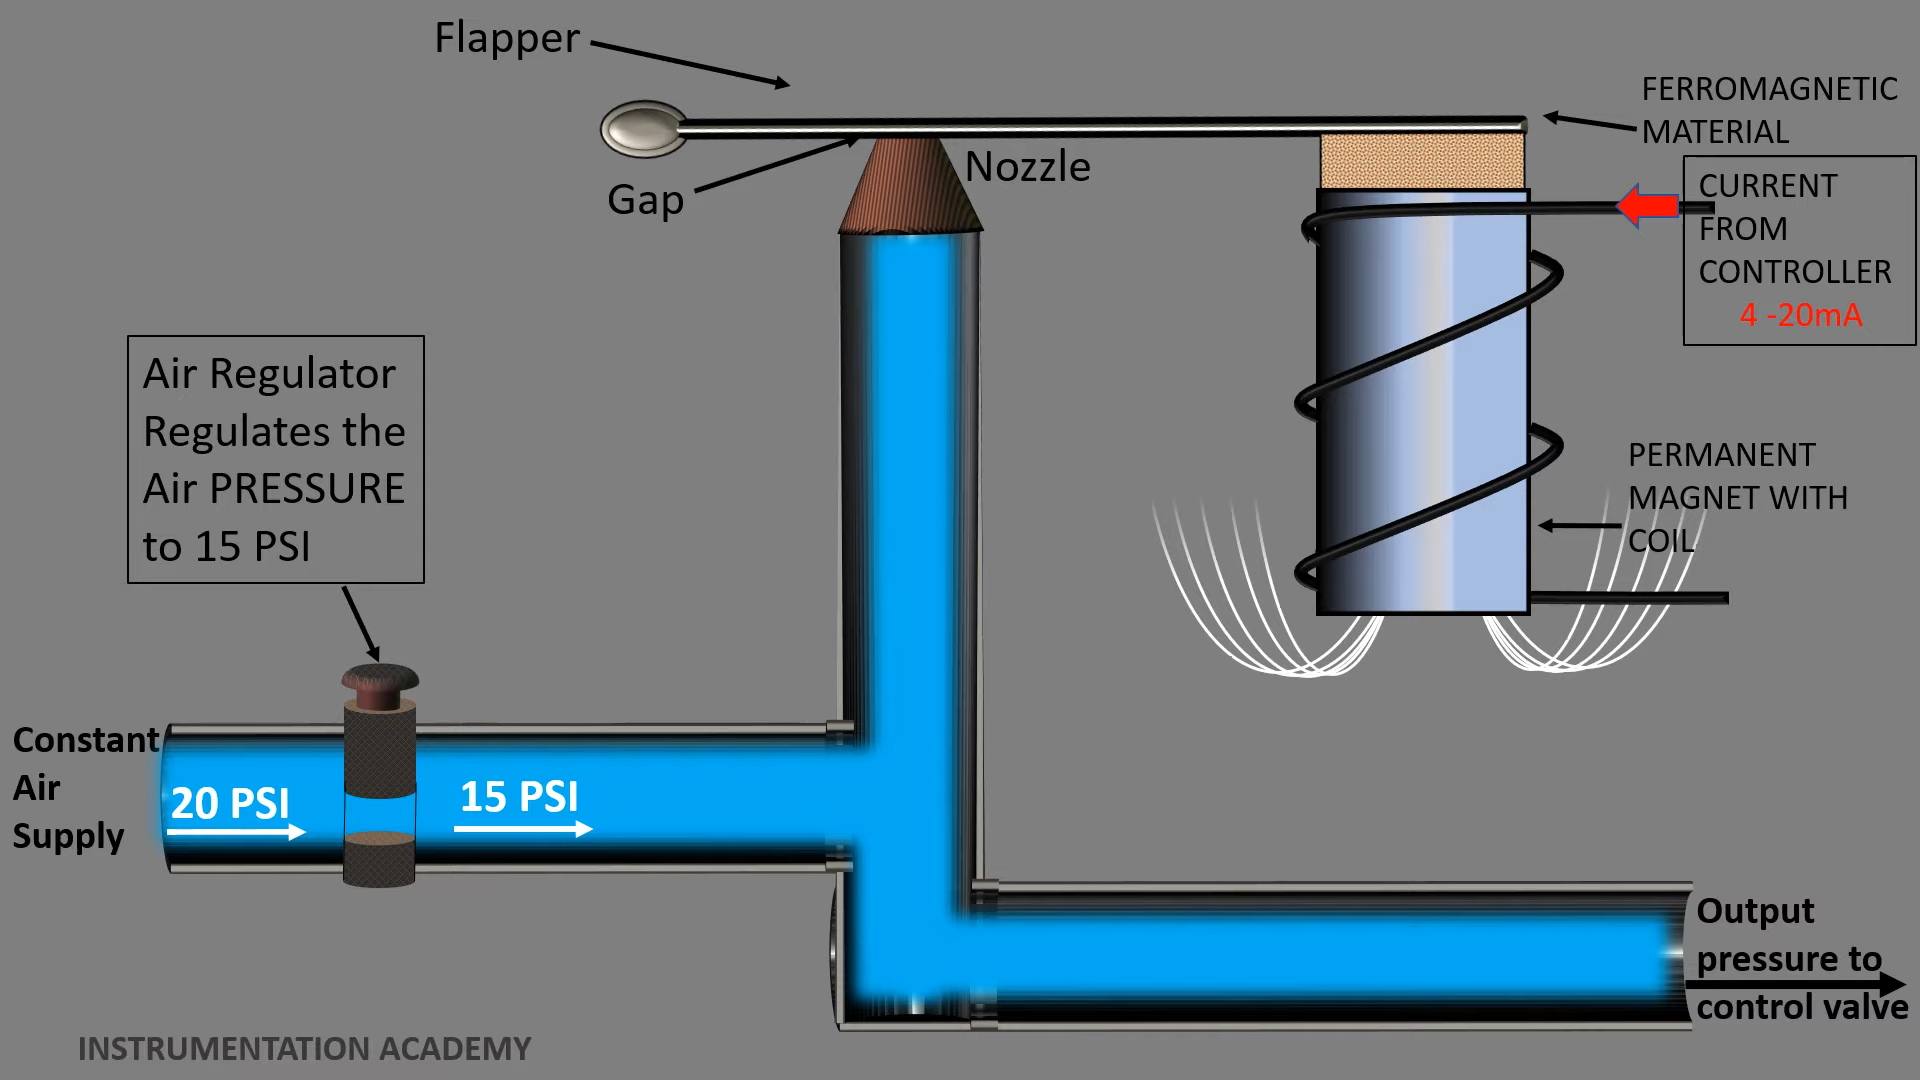 Flapper
FERROMAGNETIC
MATERIAL
Gap
Nozzle
CURRENT
FROM
CONTROLLER
4 -20mA
Air Regulator
Regulates the
Air PRESSURE
to 15 PSI
PERMANENT
MAGNET WITH
COIL
Constant
Air
Supply
20 PSI
15 PSI
Output
pressure to
control valve
INSTRUMENTATION ACADEMY